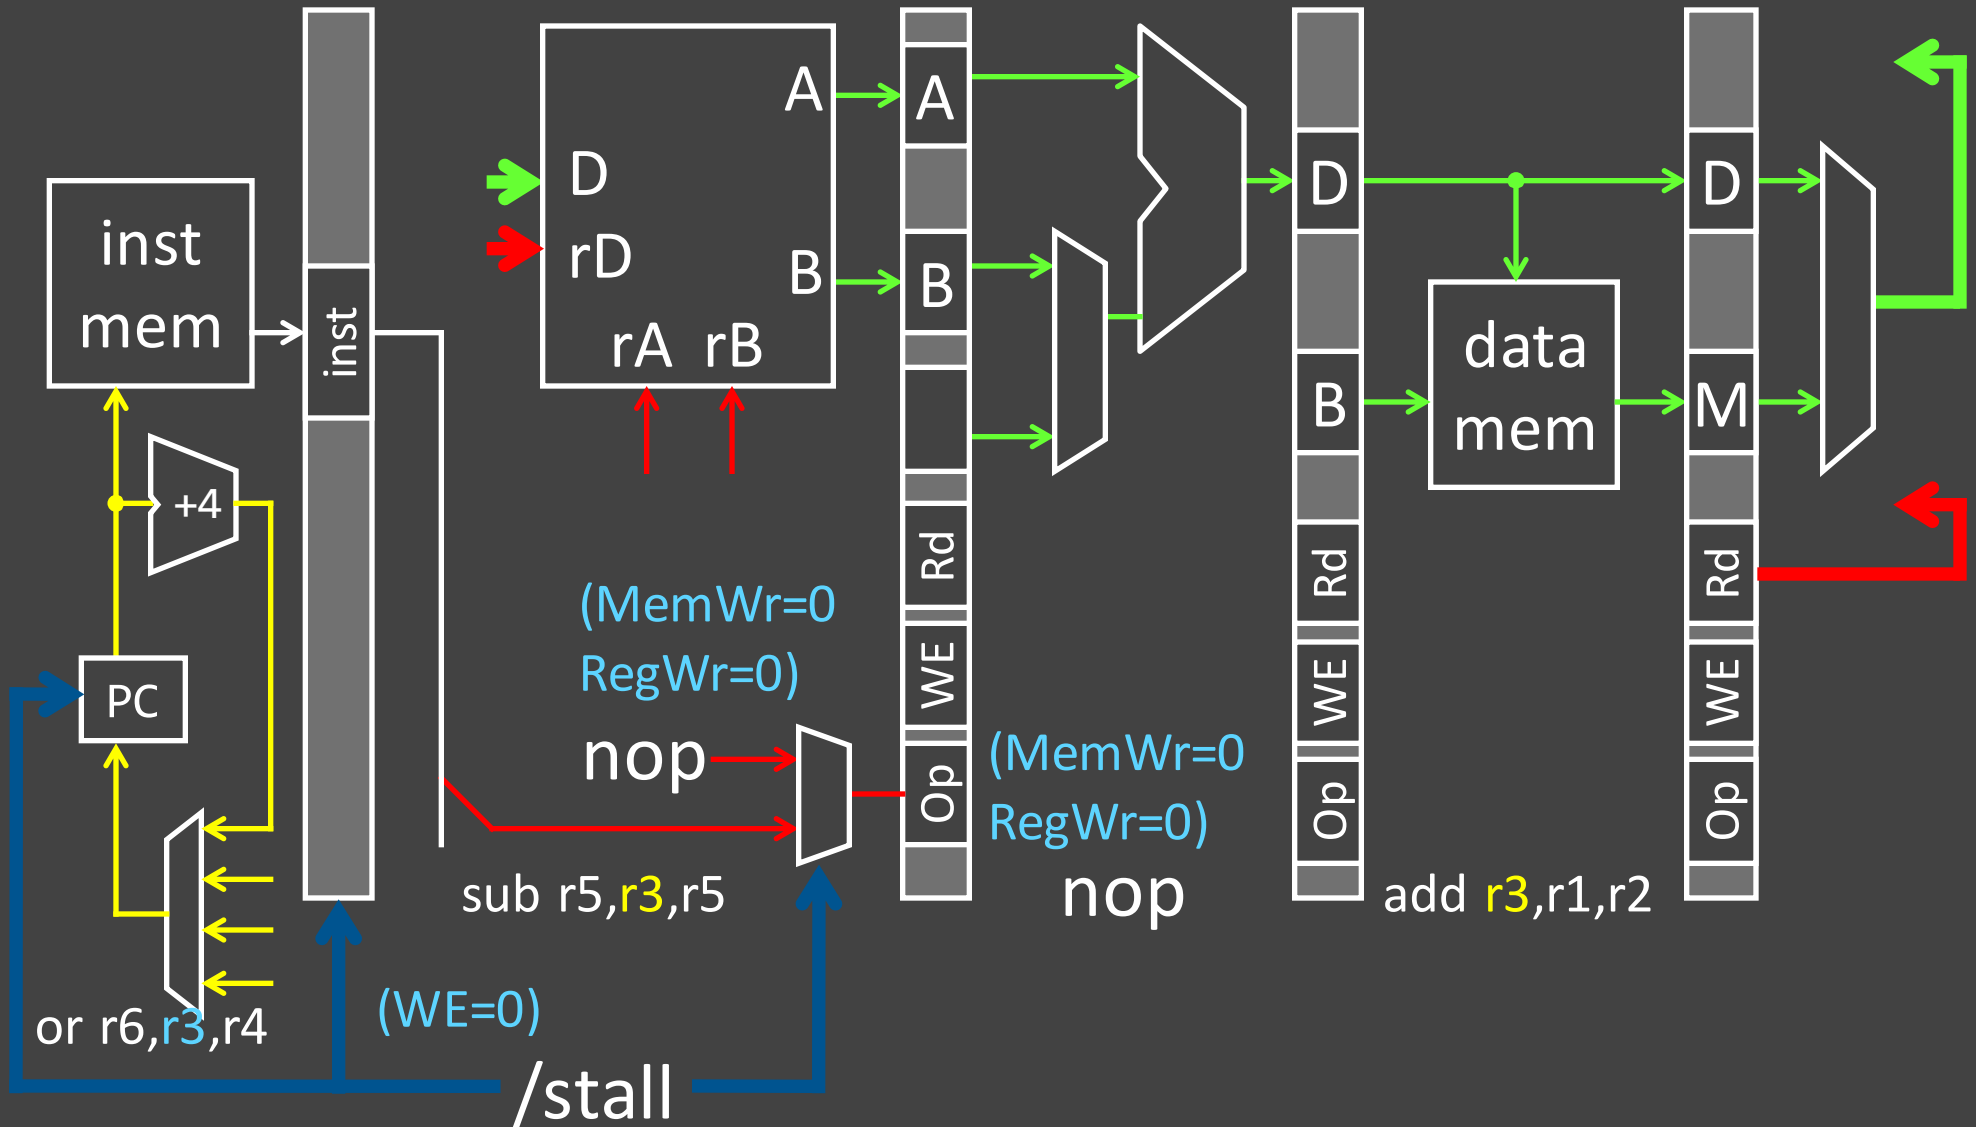 inst
mem
+4
PC
or r6,r3,r4
inst
D
rD
A
B
rA rB
(MemWr=0
RegWr=0)
nop
sub r5,r3,r5
(WE=0)
/stall
A
B
Rd
WE
Op
(MemWr=0
RegWr=0)
nop
D
B
Rd
WE
Op
data
mem
add r3,r1,r2
D
M
Rd
WE
Op